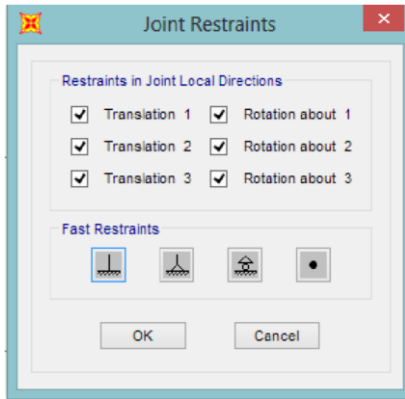 Joint Restraints
Restraints in Joint Local Directions
Translation 1 Rotation about 1
Translation 2 Rotation about 2
Translation 3 Rotation about 3
Fast Restraints
OK Cancel